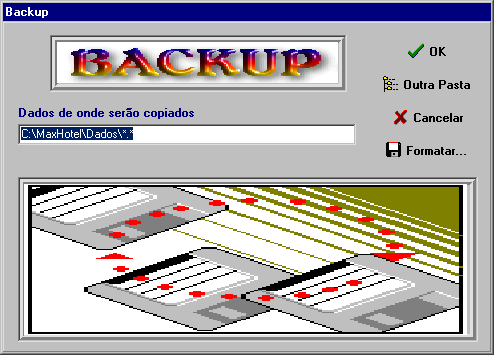 Backup
BACKUP
OK
Outra Pasta
Dados de onde serão copiados
Cancelar
C:\MaxHotel\Dados\*.*
Formatar...